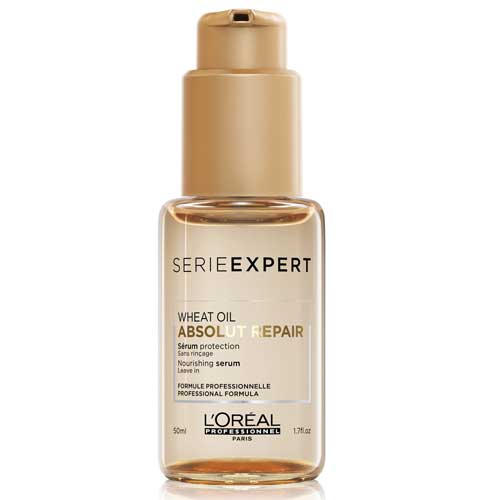 SERIEEXPERT
WHEAT OIL
ABSOLUT REPAIR
Sérum protection
Sans rinçage
Nourishing serum
Leave in
FORMULE PROFESSIONNELLE
PROFESSIONAL FORMULA
L'ORÉAL
PROFESSIONNEL
50ml PARIS 1.7fl.oz